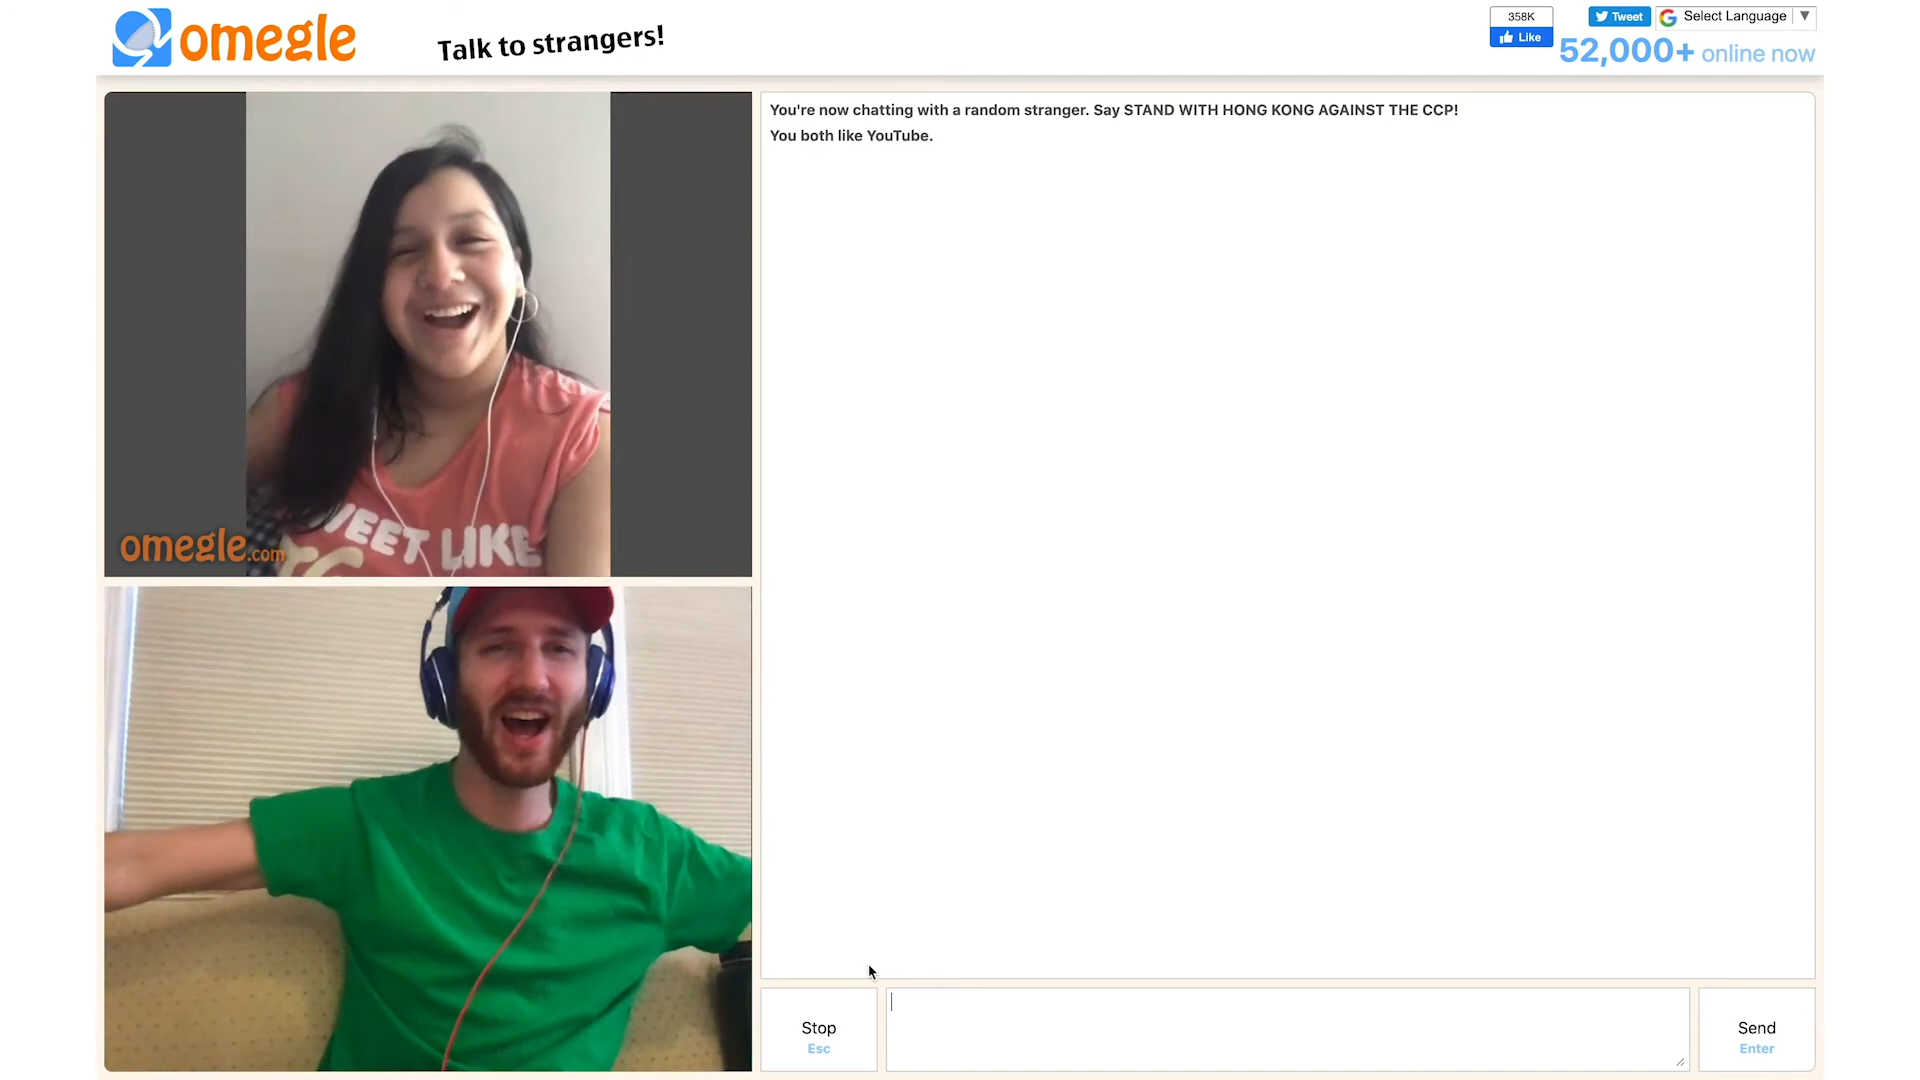 omegle
Talk to strangers!
358K
Like
Tweet
Select Language
52,000+ online now
You're now chatting with a random stranger. Say STAND WITH HONG KONG AGAINST THE CCP!
You both like YouTube.
EET LIKE
omegle.com
Stop
Esc
Send
Enter